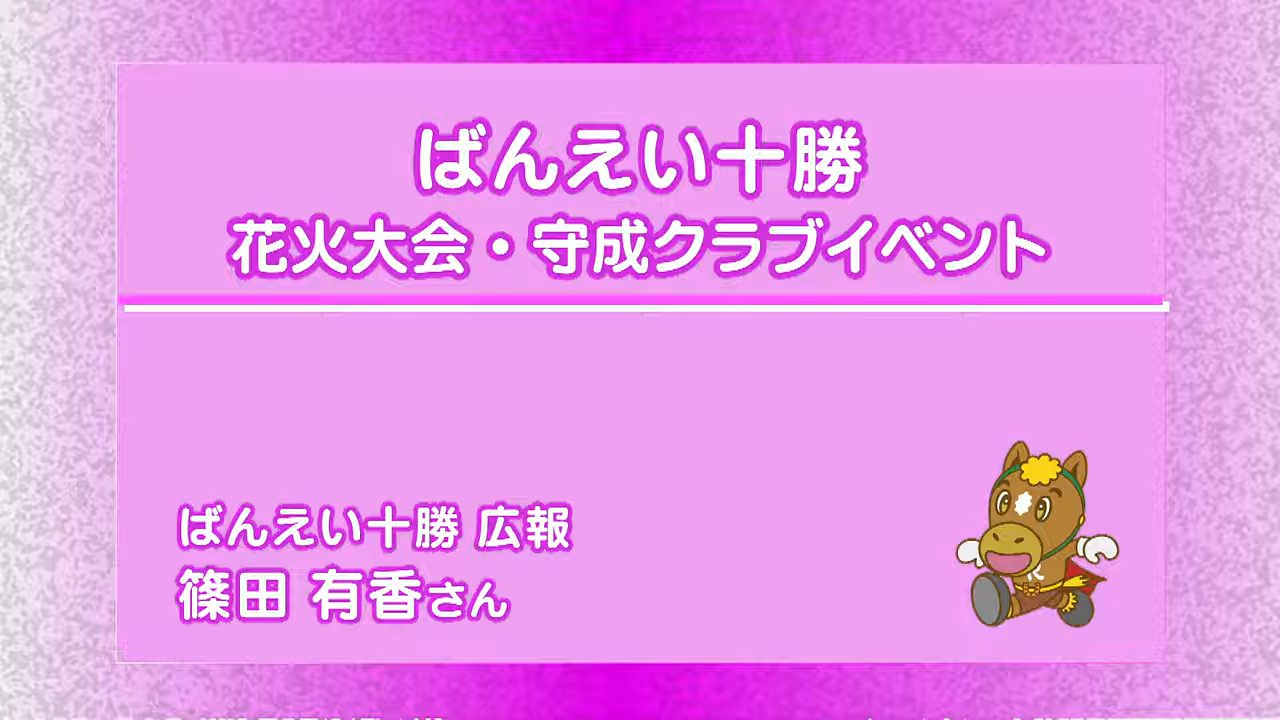 ばんえい十勝
花火大会・守成クラブイベント
ばんえい十勝 広報
篠田 有香さん